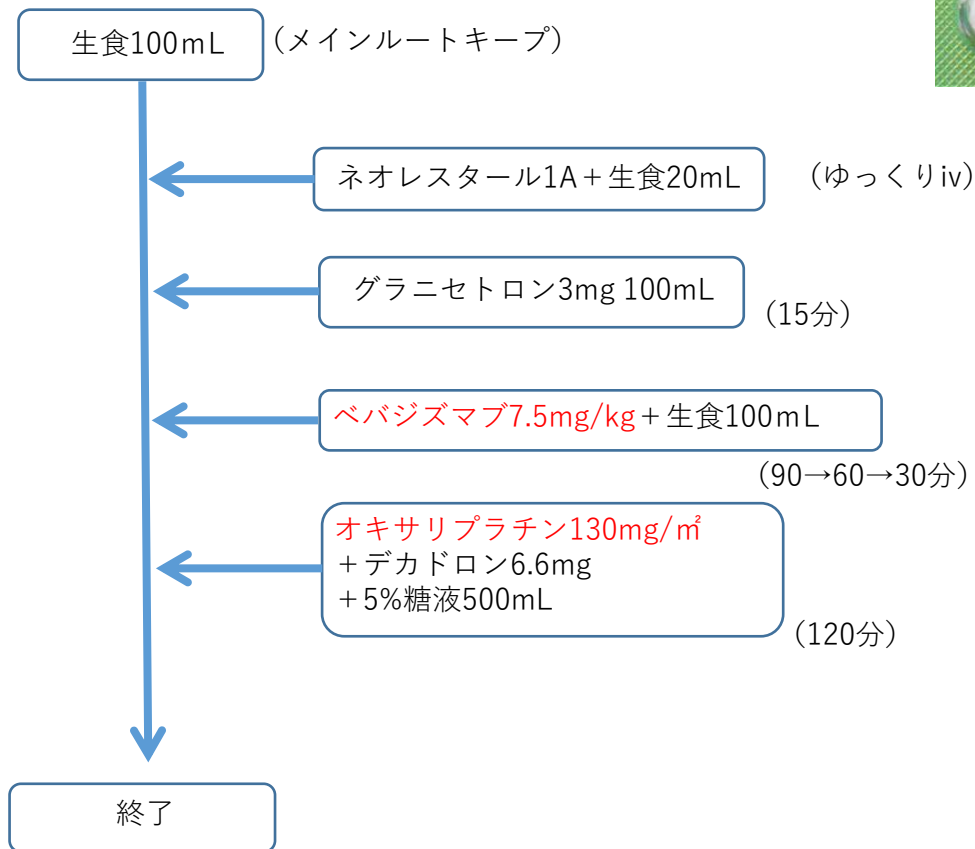 生食100mL (メインルートキープ)
ネオレスタール1A+生食20mL (ゆっくりiv)
グラニセトロン3mg 100mL
(15分)
ベバジズマブ7.5mg/kg+生食100mL
(90→60→30分)
オキサリプラチン130mg/㎡
+デカドロン6.6mg
+5%糖液500mL
(120分)
終了